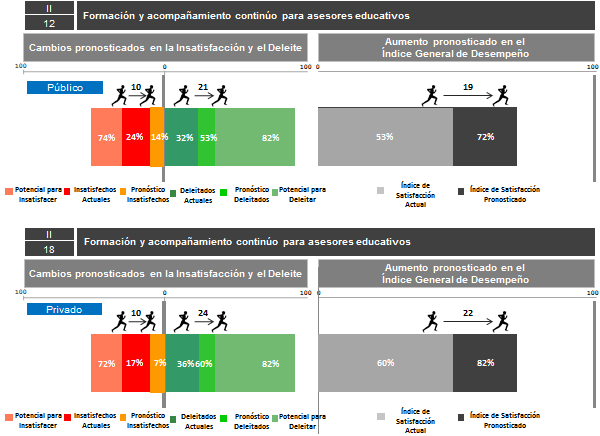 II
12
Formación y acompañamiento continúo para asesores educativos
Cambios pronosticados en la Insatisfacción y el Deleite
Aumento pronosticado en el
Índice General de Desempeño
100 0 100 0 100
Público
10 21 19
74% 24% 14% 32% 53% 82% 53% 72%
Potencial para
Insatisfacer
Insatisfechos
Actuales
Pronóstico
Insatisfechos
Deleitados
Actuales
Pronóstico
Deleitados
Potencial para
Deleitar
Índice de
Satisfacción
Actual
Índice de Satisfacción
Pronosticado
II
18
Formación y acompañamiento continúo para asesores educativos
Cambios pronosticados en la Insatisfacción y el Deleite
Aumento pronosticado en el
Índice General de Desempeño
100 0 100 0 100
Privado
10 24 22
72% 17% 7% 36% 60% 82% 60% 82%
Potencial para
Insatisfacer
Insatisfechos
Actuales
Pronóstico
Insatisfechos
Deleitados
Actuales
Pronóstico
Deleitados
Potencial para
Deleitar
Índice de
Satisfacción
Actual
Índice de Satisfacción
Pronosticado